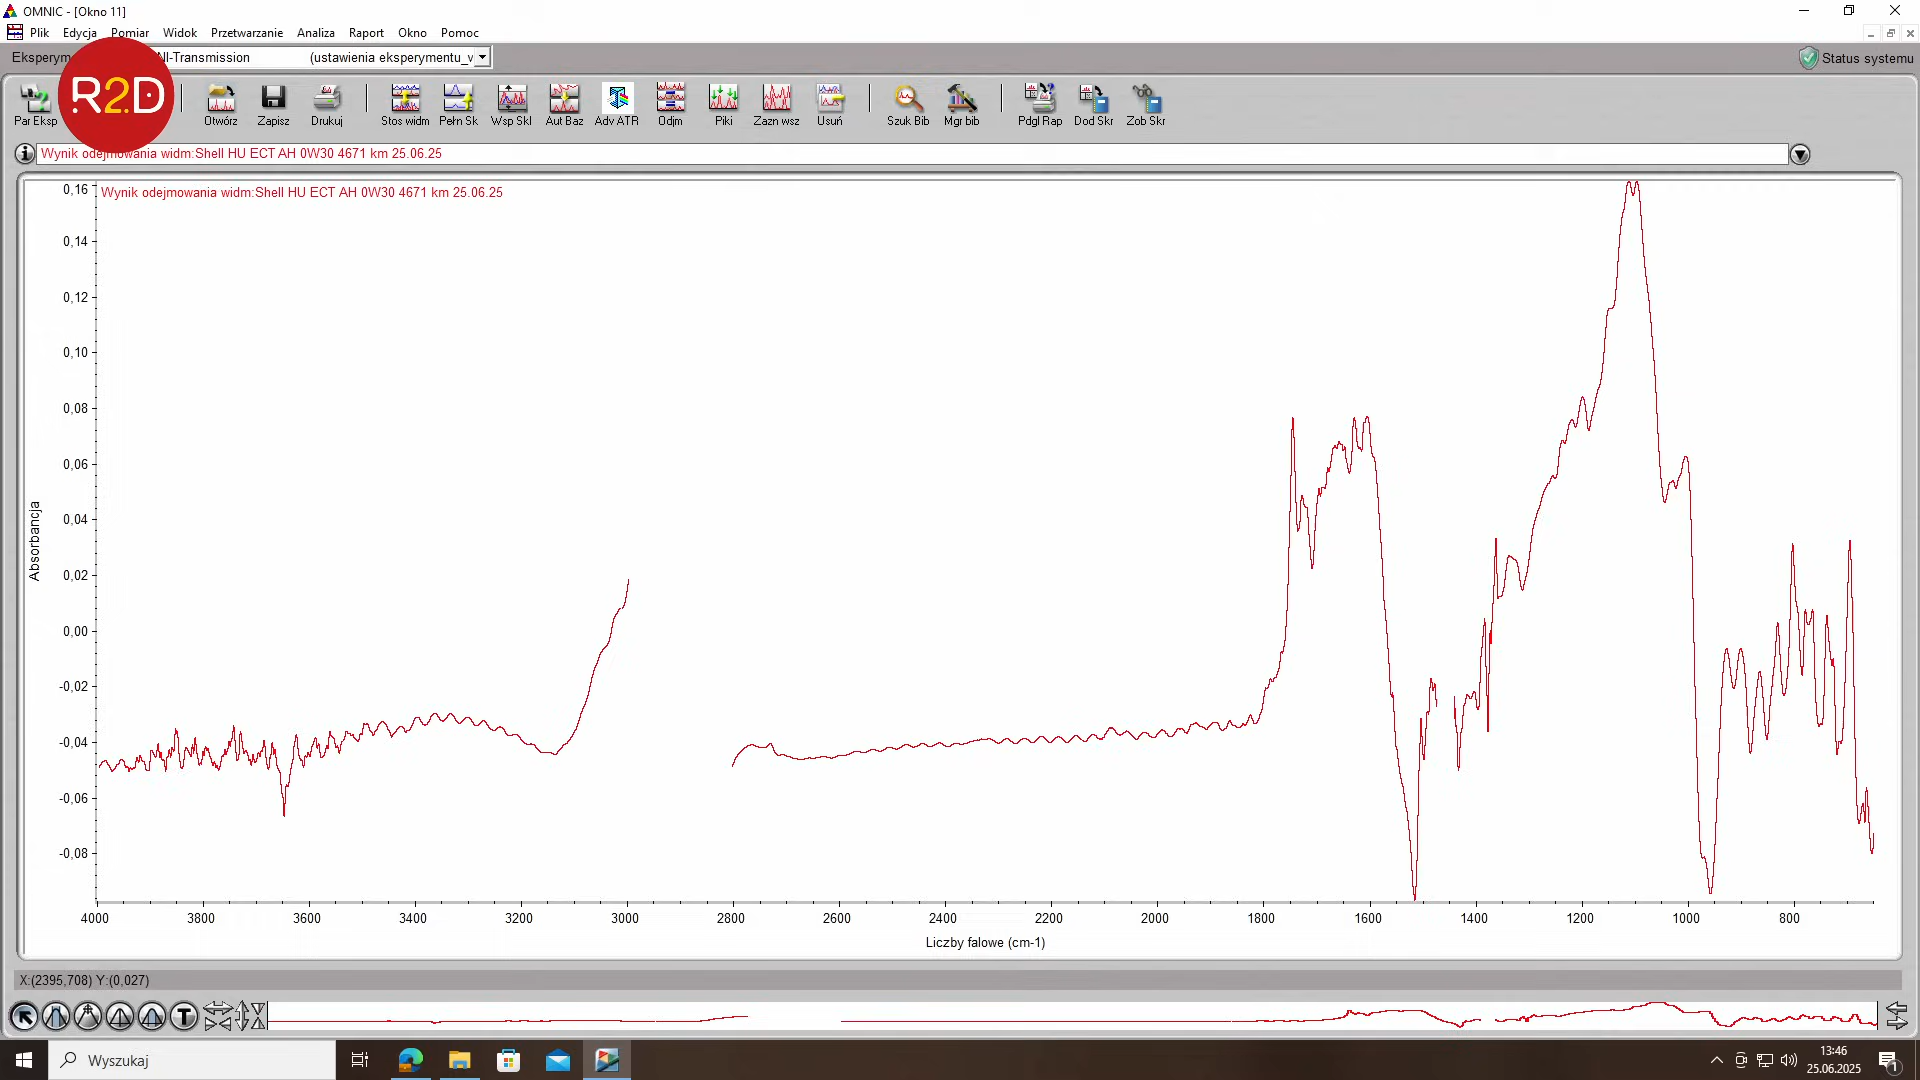 OMNIC - [Okno 11]
Plik Edycja Pomiar Widok Przetwarzanie Analiza Raport Okno Pomoc
Eksperym
-Transmission (ustawienia eksperymentu_v
Status systemu
R2D
Par Eksp Otwórz Zapisz Drukuj Stos widm Pełn Sk Wsp Skl Aut Baz Adv ATR Odjm Piki Zazn wsz Usuń Szuk Bib Mgr bib Pdgl Rap Dod Skr Zob Skr
Wynik odejmowania widm:Shell HU ECT AH 0W30 4671 km 25.06.25
Wynik odejmowania widm:Shell HU ECT AH 0W30 4671 km 25.06.25
0,16
0,14
0,12
0,10
0,08
0,06
0,04
0,02
0,00
-0,02
-0,04
-0,06
-0,08
Absorbancja
4000 3800 3600 3400 3200 3000 2800 2600 2400 2200 2000 1800 1600 1400 1200 1000 800
Liczby falowe (cm-1)
X:(2395,708) Y:(0,027)
T
Wyszukaj
13:46
25.06.2025
1